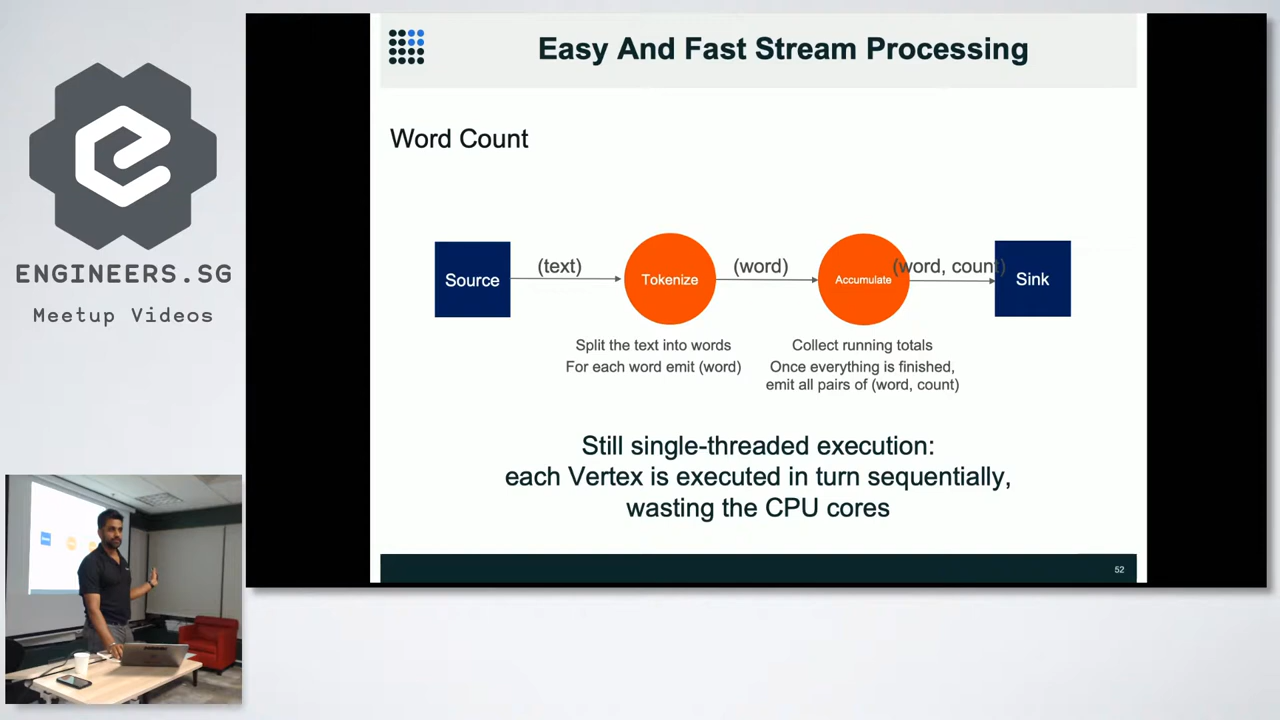 ENGINEERS.SG
Meetup Videos
Easy And Fast Stream Processing
Word Count
Source
(text)
Tokenize
(word)
Accumulate
(word, count)
Sink
Split the text into words
For each word emit (word)
Collect running totals
Once everything is finished,
emit all pairs of (word, count)
Still single-threaded execution:
each Vertex is executed in turn sequentially,
wasting the CPU cores
52